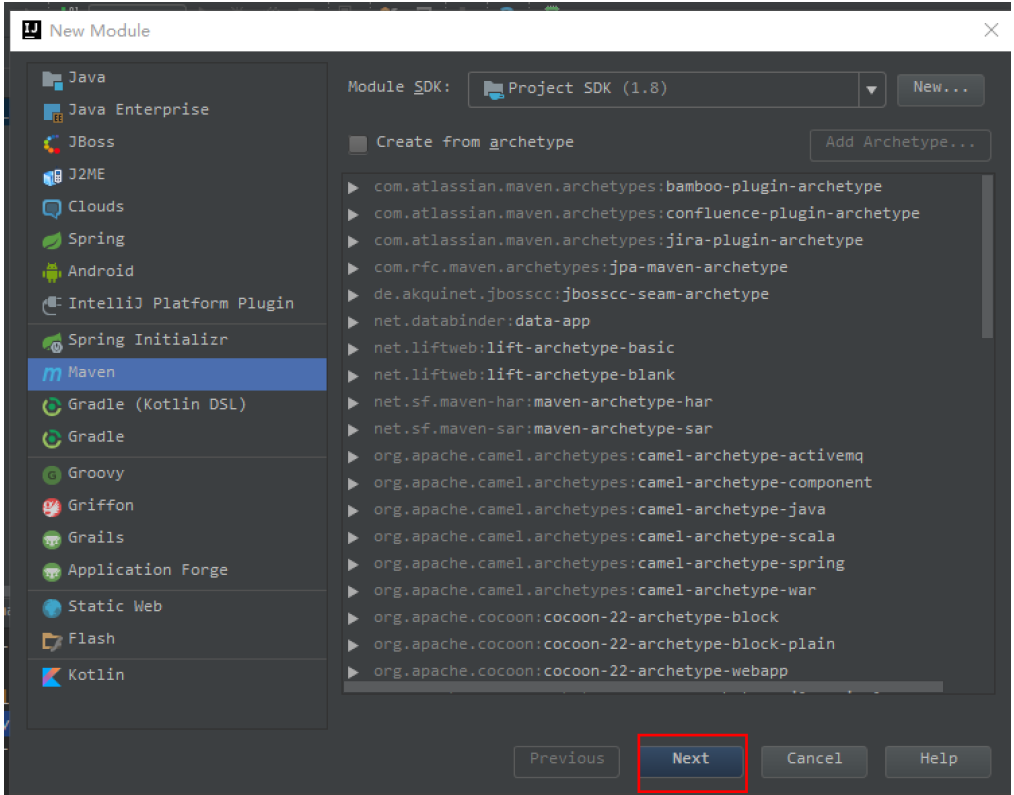 New Module
Java
Java Enterprise
JBoss
J2ME
Clouds
Spring
Android
IntelliJ Platform Plugin
Spring Initializr
Maven
Gradle (Kotlin DSL)
Gradle
Groovy
Griffon
Grails
Application Forge
Static Web
Flash
Kotlin
Module SDK: Project SDK (1.8) New...
Create from archetype Add Archetype...
com.atlassian.maven.archetypes:bamboo-plugin-archetype
com.atlassian.maven.archetypes:confluence-plugin-archetype
com.atlassian.maven.archetypes:jira-plugin-archetype
com.rfc.maven.archetypes:jpa-maven-archetype
de.akquinet.jbosscc:jbosscc-seam-archetype
net.databinder:data-app
net.liftweb:lift-archetype-basic
net.liftweb:lift-archetype-blank
net.sf.maven-har:maven-archetype-har
net.sf.maven-sar:maven-archetype-sar
org.apache.camel.archetypes:camel-archetype-activemq
org.apache.camel.archetypes:camel-archetype-component
org.apache.camel.archetypes:camel-archetype-java
org.apache.camel.archetypes:camel-archetype-scala
org.apache.camel.archetypes:camel-archetype-spring
org.apache.camel.archetypes:camel-archetype-war
org.apache.cocoon:cocoon-22-archetype-block
org.apache.cocoon:cocoon-22-archetype-block-plain
org.apache.cocoon:cocoon-22-archetype-webapp
Previous Next Cancel Help